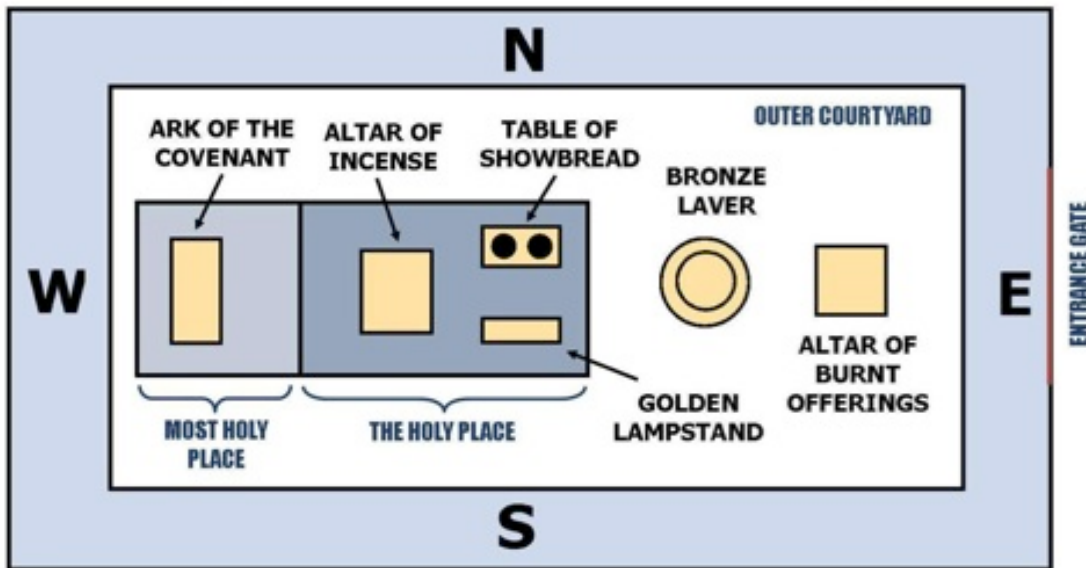 N
OUTER COURTYARD
ARK OF THE
COVENANT
ALTAR OF
INCENSE
TABLE OF
SHOWBREAD
BRONZE
LAVER
W
E
ENTRANCE GATE
ALTAR OF
BURNT
OFFERINGS
GOLDEN
LAMPSTAND
MOST HOLY
PLACE
THE HOLY PLACE
S